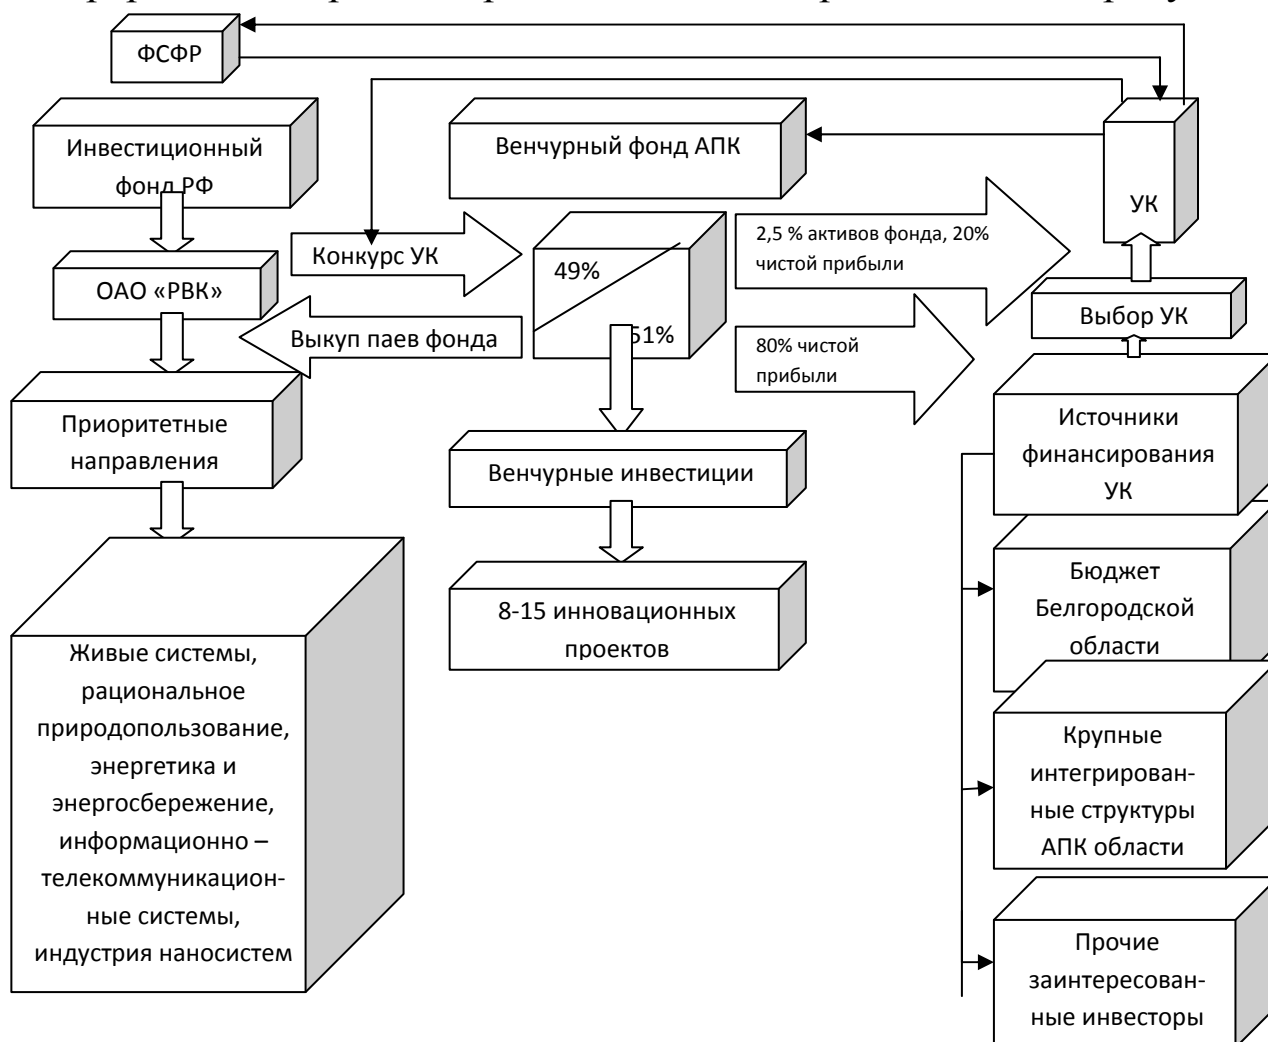 ФСФР
Инвестиционный
фонд РФ
Венчурный фонд АПК
УК
ОАО «РВК»
Конкурс УК
49%
51%
2,5 % активов фонда, 20%
чистой прибыли
Выбор УК
Выкуп паев фонда
80% чистой
прибыли
Приоритетные
направления
Венчурные инвестиции
Источники
финансирования
УК
8-15 инновационных
проектов
Бюджет
Белгородской
области
Живые системы,
рациональное
природопользование,
энергетика и
энергосбережение,
информационно –
телекоммуникацион-
ные системы,
индустрия наносистем
Крупные
интегрирован-
ные структуры
АПК области
Прочие
заинтересован-
ные инвесторы